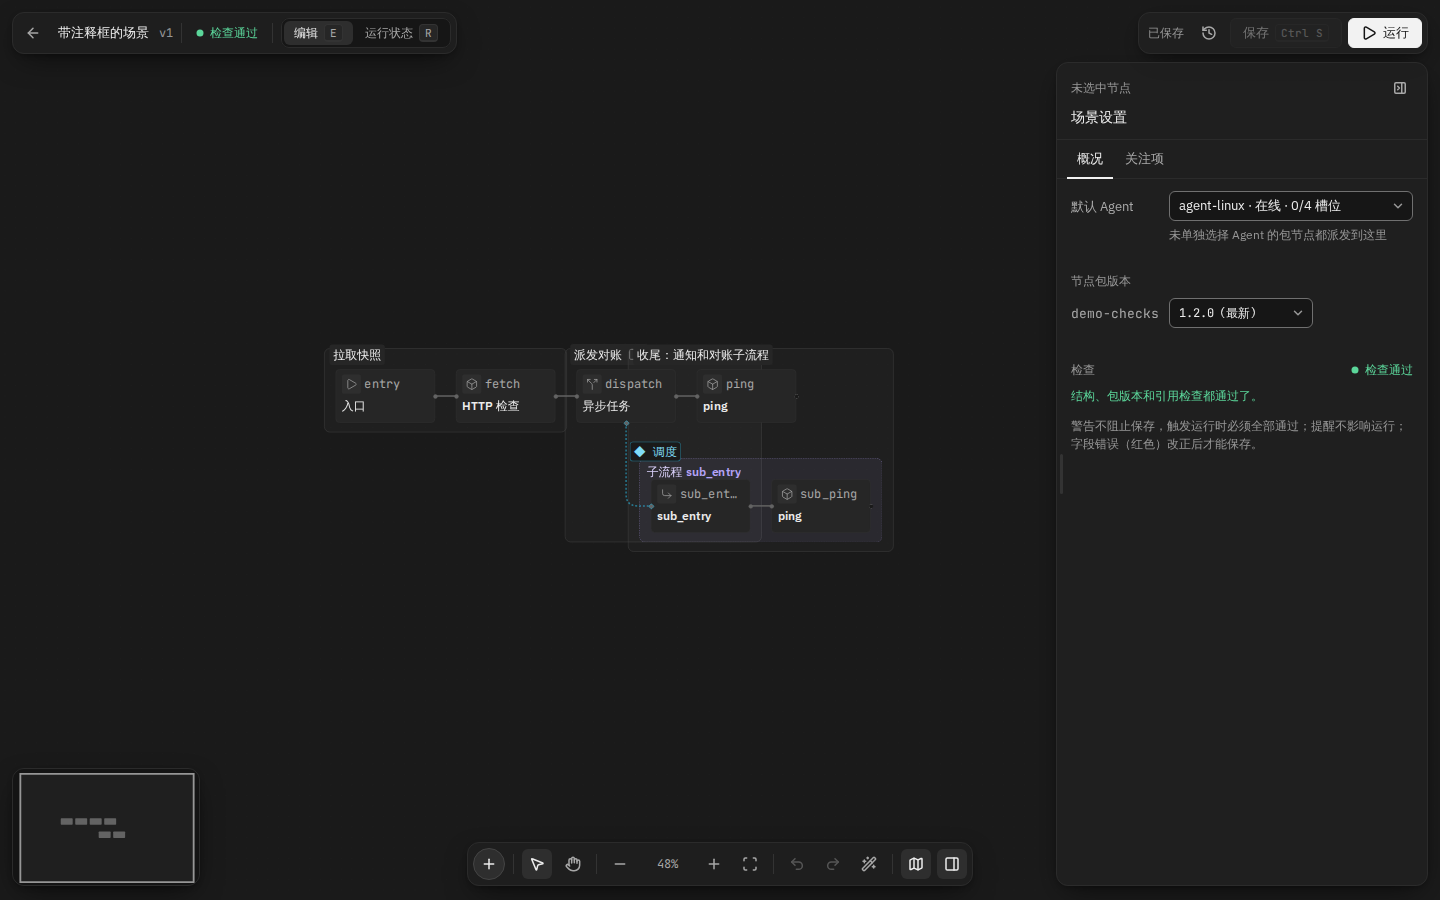 带注释框的场景 v1 检查通过 编辑 E 运行状态 R
已保存 保存 Ctrl S 运行
未选中节点
场景设置
概况 关注项
默认 Agent agent-linux · 在线 · 0/4 槽位
未单独选择 Agent 的包节点都派发到这里
节点包版本
demo-checks 1.2.0 (最新)
检查 检查通过
结构、包版本和引用检查都通过了。
警告不阻止保存，触发运行时必须全部通过；提醒不影响运行；
字段错误（红色）改正后才能保存。
拉取快照
entry
入口
fetch
HTTP 检查
派发对账
收尾：通知和对账子流程
dispatch
异步任务
ping
ping
调度
子流程 sub_entry
sub_ent…
sub_entry
sub_ping
ping
48%